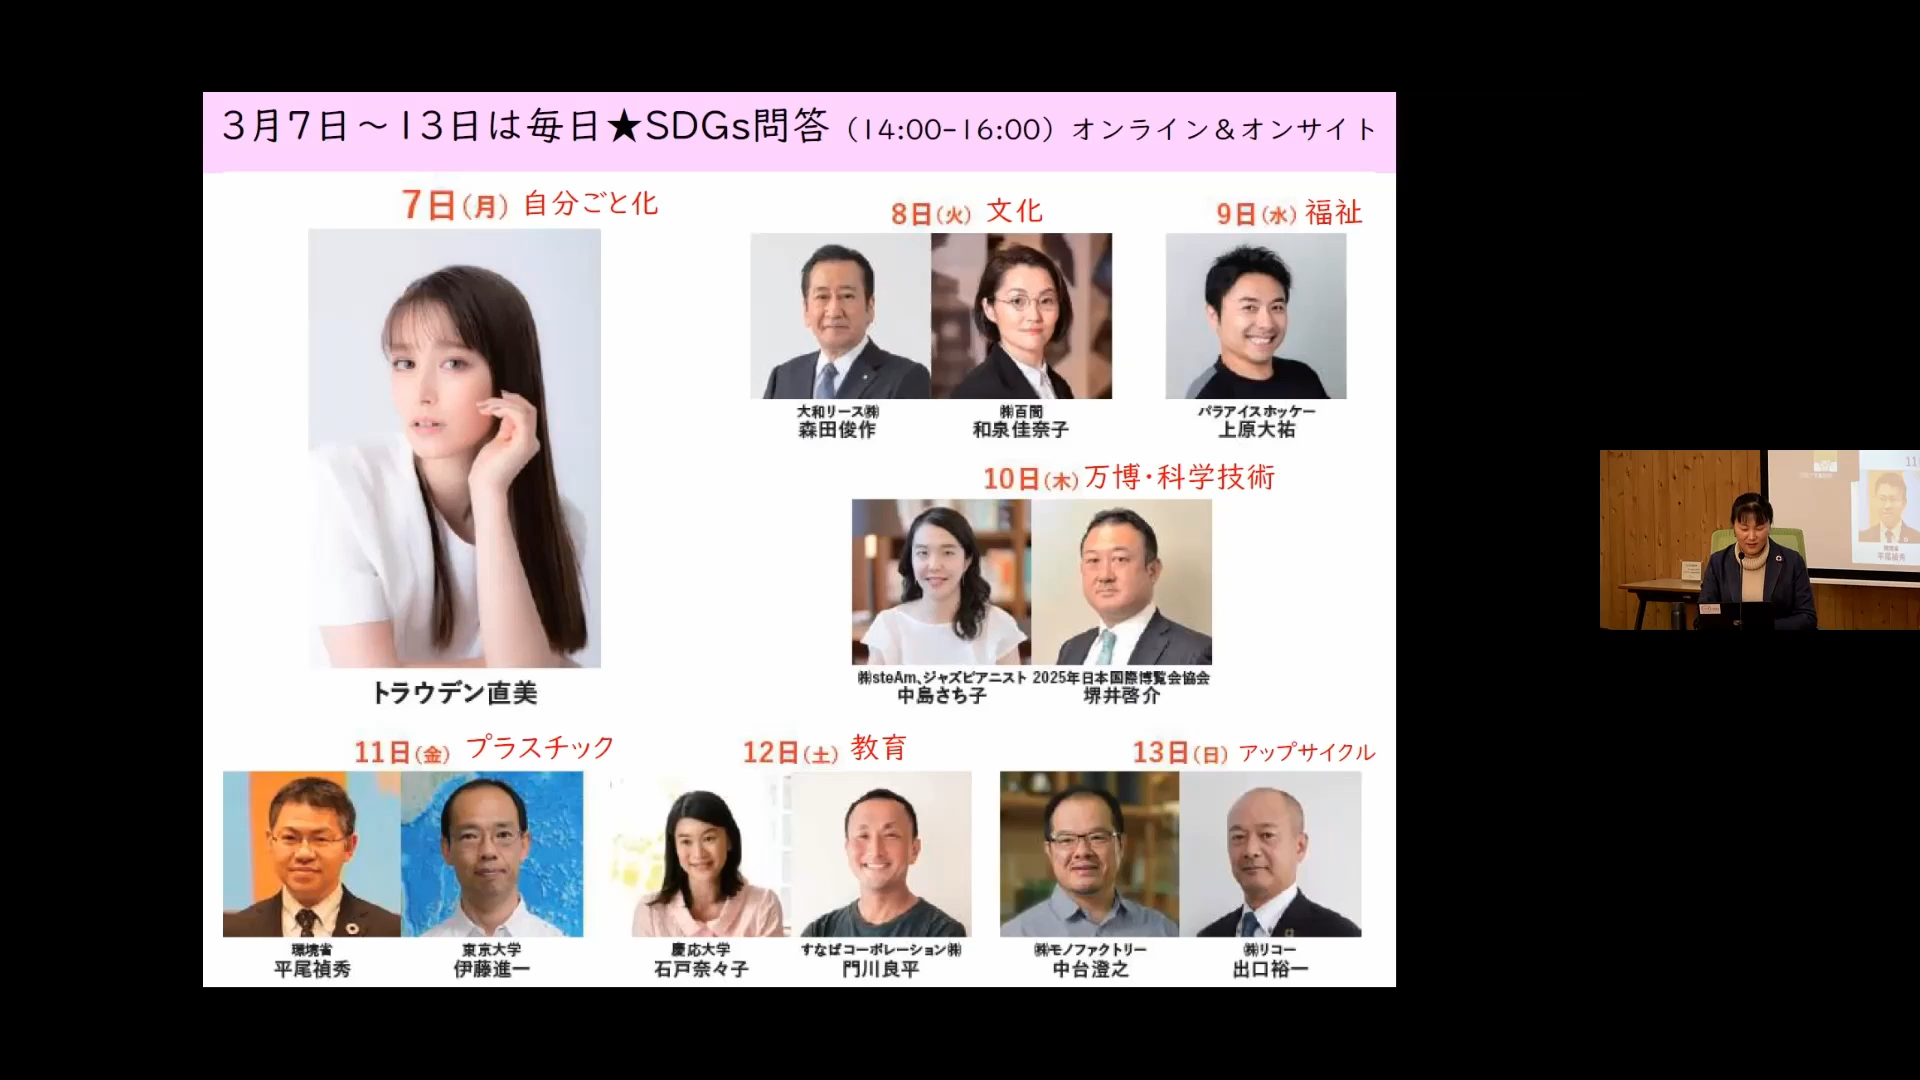 3月7日～13日は毎日★SDGs問答（14:00-16:00）オンライン＆オンサイト
7日（月） 自分ごと化
トラウデン直美
8日（火） 文化
大和リース㈱
森田俊作
㈱百間
和泉佳奈子
9日（水） 福祉
パラアイスホッケー
上原大祐
10日（木） 万博・科学技術
㈱steAm、ジャズピアニスト
中島さち子
2025年日本国際博覧会協会
堺井啓介
11日（金） プラスチック
環境省
平尾禎秀
東京大学
伊藤進一
12日（土） 教育
慶応大学
石戸奈々子
すなばコーポレーション㈱
門川良平
13日（日） アップサイクル
㈱モノファクトリー
中台澄之
㈱リコー
出口裕一
11
環境省
平尾禎秀